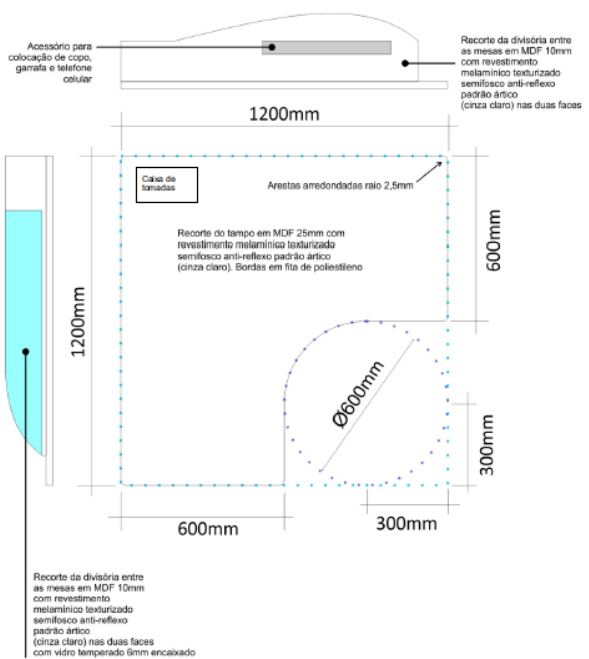 Acessório para
colocação de copo,
garrafa e telefone
celular
Recorte da divisória entre
as mesas em MDF 10mm
com revestimento
melamínico texturizado
semifosco anti-reflexo
padrão ártico
(cinza claro) nas duas faces
1200mm
Caixa de
tomadas
Arestas arredondadas raio 2,5mm
Recorte do tampo em MDF 25mm com
revestimento melamínico texturizado
semifosco anti-reflexo padrão ártico
(cinza claro). Bordas em fita de poliestileno
600mm
1200mm
Ø600mm
300mm
600mm
300mm
Recorte da divisória entre
as mesas em MDF 10mm
com revestimento
melamínico texturizado
semifosco anti-reflexo
padrão ártico
(cinza claro) nas duas faces
com vidro temperado 6mm encaixado